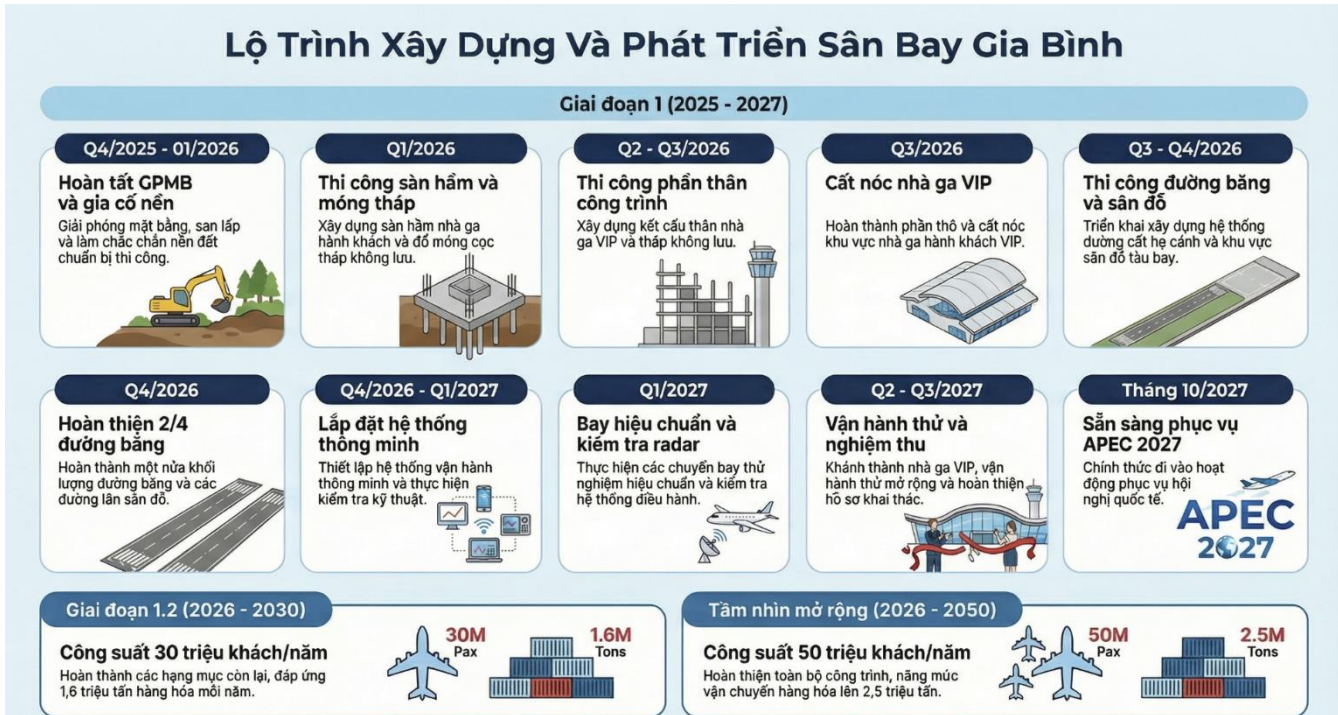 Lộ Trình Xây Dựng Và Phát Triển Sân Bay Gia Bình
Giai đoạn 1 (2025 - 2027)
Q4/2025 - 01/2026
Hoàn tất GPMB
và gia cố nền
Giải phóng mặt bằng, san lấp
và làm chắc chắn nền đất
chuẩn bị thi công.
Q1/2026
Thi công sàn hầm và
móng tháp
Xây dựng sàn hầm nhà ga
hành khách và đổ móng cọc
tháp không lưu.
Q2 - Q3/2026
Thi công phần thân
công trình
Xây dựng kết cấu thân nhà
ga VIP và tháp không lưu.
Q3/2026
Cất nóc nhà ga VIP
Hoàn thành phần thô và cất nóc
khu vực nhà ga hành khách VIP.
Q3 - Q4/2026
Thi công đường băng
và sân đỗ
Triển khai xây dựng hệ thống
dường cất hạ cánh và khu vực
sãn đỗ tàu bay.
Q4/2026
Hoàn thiện 2/4
đường bảng
Hoàn thành một nửa khối
lượng đường băng và các
đường lân sãn đỗ.
Q4/2026 - Q1/2027
Lắp đặt hệ thống
thông minh
Thiết lập hệ thống vận hành
thông minh và thực hiện
kiểm tra kỹ thuật.
Q1/2027
Bay hiệu chuẩn và
kiém tra radar
Thực hiện các chuyến bay thử
nghiệm hiệu chuẩn và kiểm tra
hệ thống điều hành.
Q2 - Q3/2027
Vận hành thử và
nghiệm thu
Khánh thành nhà ga VIP, vận
hành thử mở rộng và hoàn thiện
hồ sơ khai thác.
Tháng 10/2027
Sẵn sàng phục vụ
APEC 2027
Chính thức đi vào hoạt
động phục vụ hội
nghị quốc tế.
APEC
2027
Giai đoạn 1.2 (2026 - 2030)
Công suất 30 triệu khách/năm
Hoàn thành các hạng mục còn lại, đáp ứng
1,6 triệu tấn hàng hóa mỗi năm.
30M
Pax
1.6M
Tons
Tầm nhìn mở rộng (2026 - 2050)
Công suất 50 triệu khách/năm
Hoàn thiện toàn bộ công trình, năng múc
vận chuyến hàng hóa lên 2,5 triệu tấn.
50M
Pax
2.5M
Tons